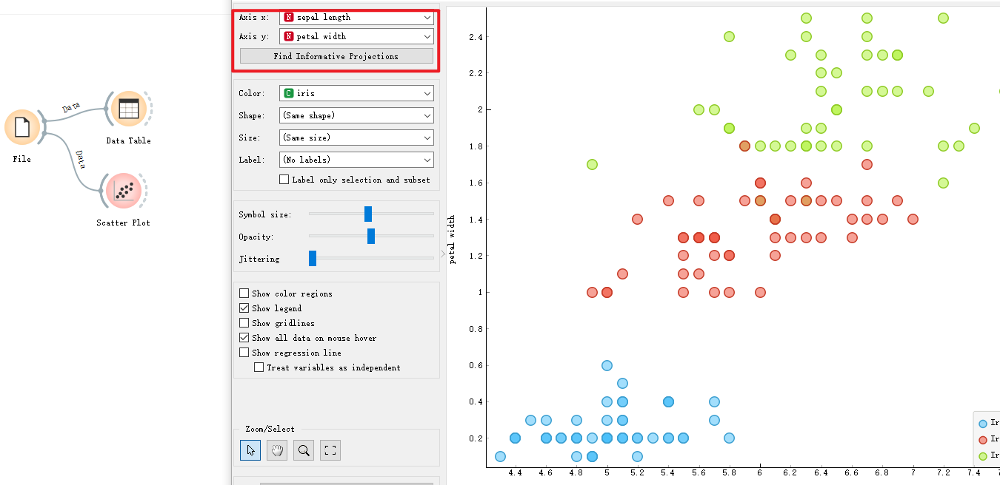 Data
Data Table
File
Data
Scatter Plot
Axis x: N sepal length
Axis y: N petal width
Find Informative Projections
Color: C iris
Shape: (Same shape)
Size: (Same size)
Label: (No labels)
Label only selection and subset
Symbol size:
Opacity:
Jittering
Show color regions
Show legend
Show gridlines
Show all data on mouse hover
Show regression line
Treat variables as independent
Zoom/Select
petal width
2.4
2.2
2
1.8
1.6
1.4
1.2
1
0.8
0.6
0.4
0.2
4.4 4.6 4.8 5 5.2 5.4 5.6 5.8 6 6.2 6.4 6.6 6.8 7 7.2 7.4
Ir
Ir
Ir